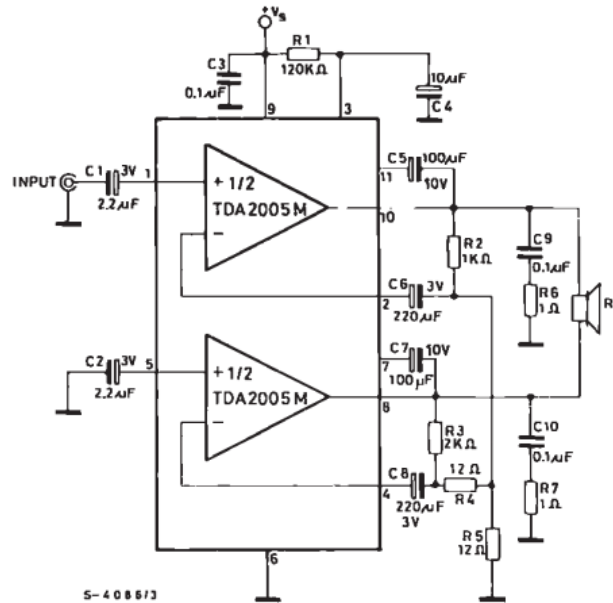 +Vs
R1
120KΩ
C3
0.1µF
10µF
C4
9
3
INPUT
C1
3V
2.2µF
1
+ 1/2
TDA2005M
−
11
C5
100µF
10V
10
R2
1KΩ
C9
0.1µF
R6
1Ω
R
2
C6
3V
220µF
C2
3V
2.2µF
5
+ 1/2
TDA2005M
−
7
C7
10V
100µF
8
R3
2KΩ
C10
0.1µF
R7
1Ω
4
C8
220µF
3V
12Ω
R4
R5
12Ω
6
S-4086/3